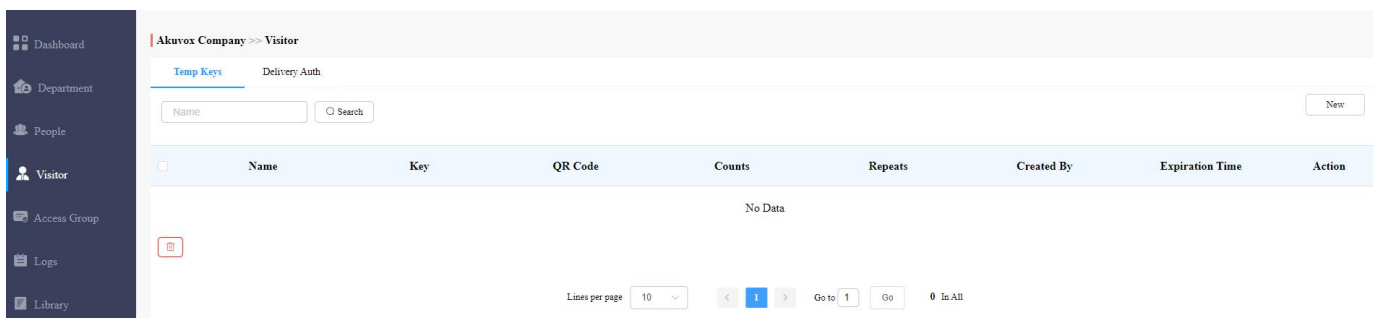 Dashboard
Department
People
Visitor
Access Group
Logs
Library
Akuvox Company >> Visitor
Temp Keys Delivery Auth
Name Search New
Name Key QR Code Counts Repeats Created By Expiration Time Action
No Data
Lines per page 10 < 1 > Go to 1 Go 0 In All